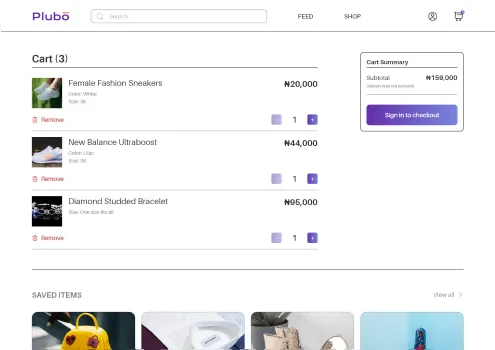 Plubo
Search
FEED
SHOP
Cart (3)
Female Fashion Sneakers
₦20,000
Color: White
Size: 38
Remove
1
New Balance Ultraboost
₦44,000
Color: Lilac
Size: 38
Remove
1
Diamond Studded Bracelet
₦95,000
Size: One size fits all
Remove
1
Cart Summary
Subtotal
₦159,000
Delivery fees not included
Sign in to checkout
SAVED ITEMS
View all